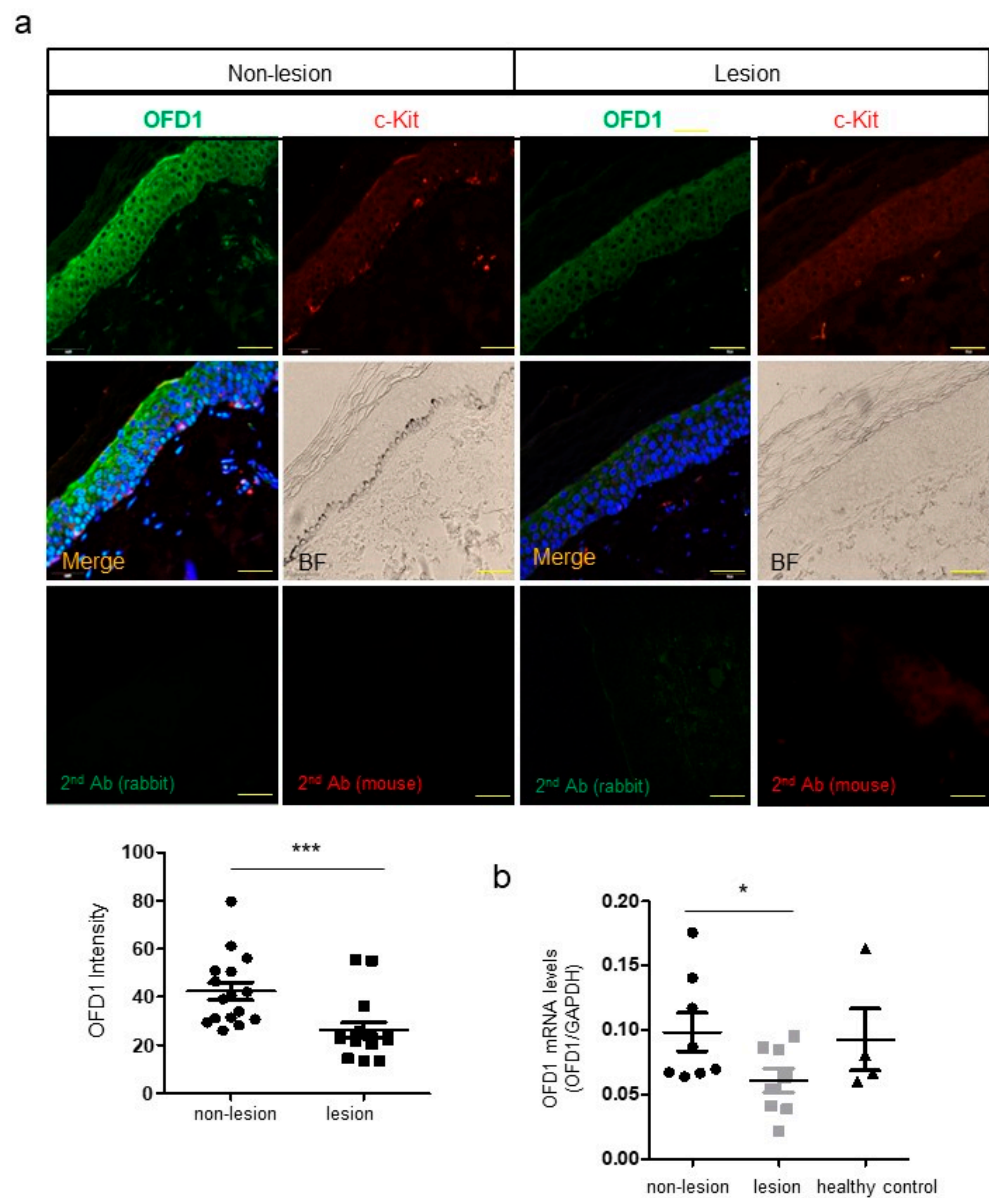 a
Non-lesion Lesion
OFD1 c-Kit OFD1 c-Kit
Merge BF Merge BF
2nd Ab (rabbit) 2nd Ab (mouse) 2nd Ab (rabbit) 2nd Ab (mouse)
100
80
60
40
20
0
OFD1 Intensity
***
non-lesion lesion
b
0.20
0.15
0.10
0.05
0.00
OFD1 mRNA levels
(OFD1/GAPDH)
*
non-lesion lesion healthy control